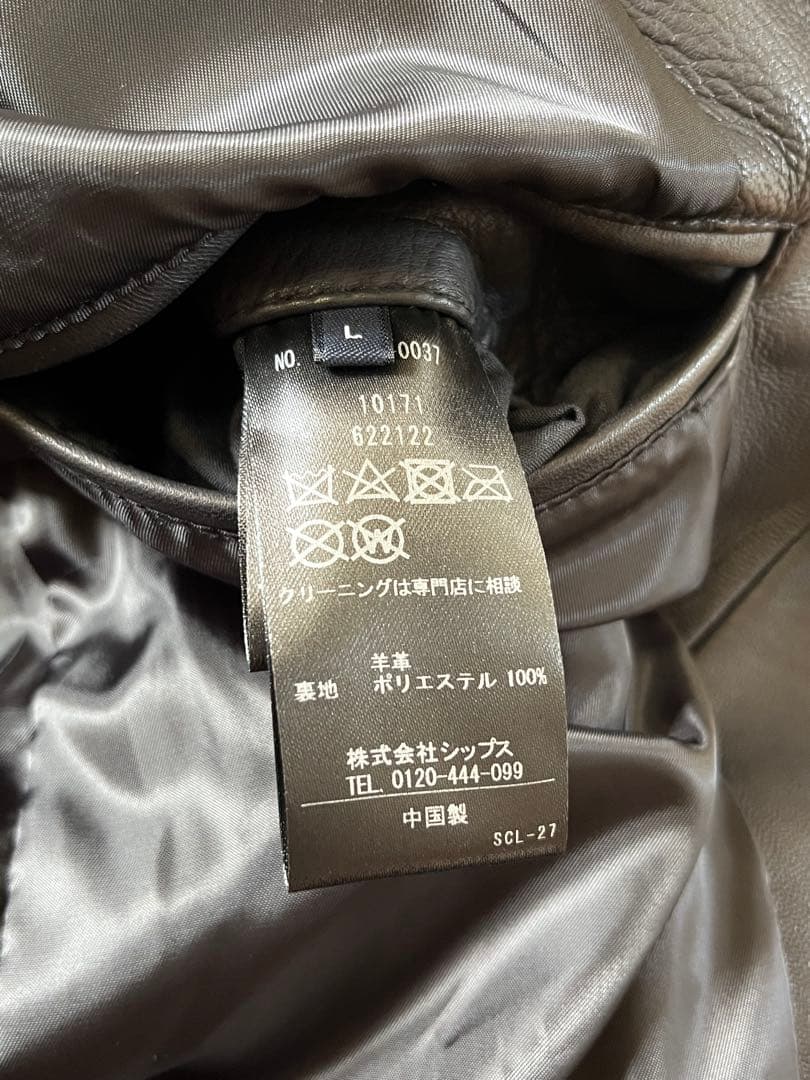 L
NO. 0037
10171
622122
クリーニングは専門店に相談
羊革
裏地 ポリエステル 100%
株式会社シップス
TEL. 0120-444-099
中国製
SCL-27